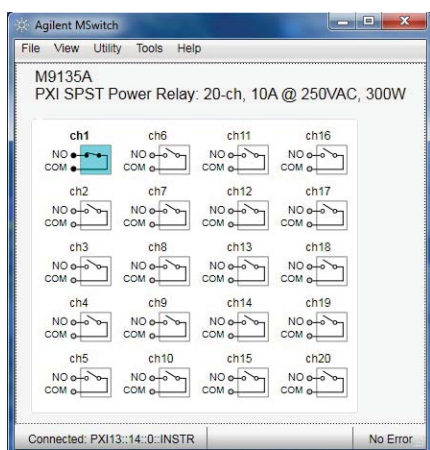 Agilent MSwitch
File View Utility Tools Help
M9135A
PXI SPST Power Relay: 20-ch, 10A @ 250VAC, 300W
ch1 ch6 ch11 ch16
NO NO NO NO
COM COM COM COM
ch2 ch7 ch12 ch17
NO NO NO NO
COM COM COM COM
ch3 ch8 ch13 ch18
NO NO NO NO
COM COM COM COM
ch4 ch9 ch14 ch19
NO NO NO NO
COM COM COM COM
ch5 ch10 ch15 ch20
NO NO NO NO
COM COM COM COM
Connected: PXI13::14::0::INSTR No Error